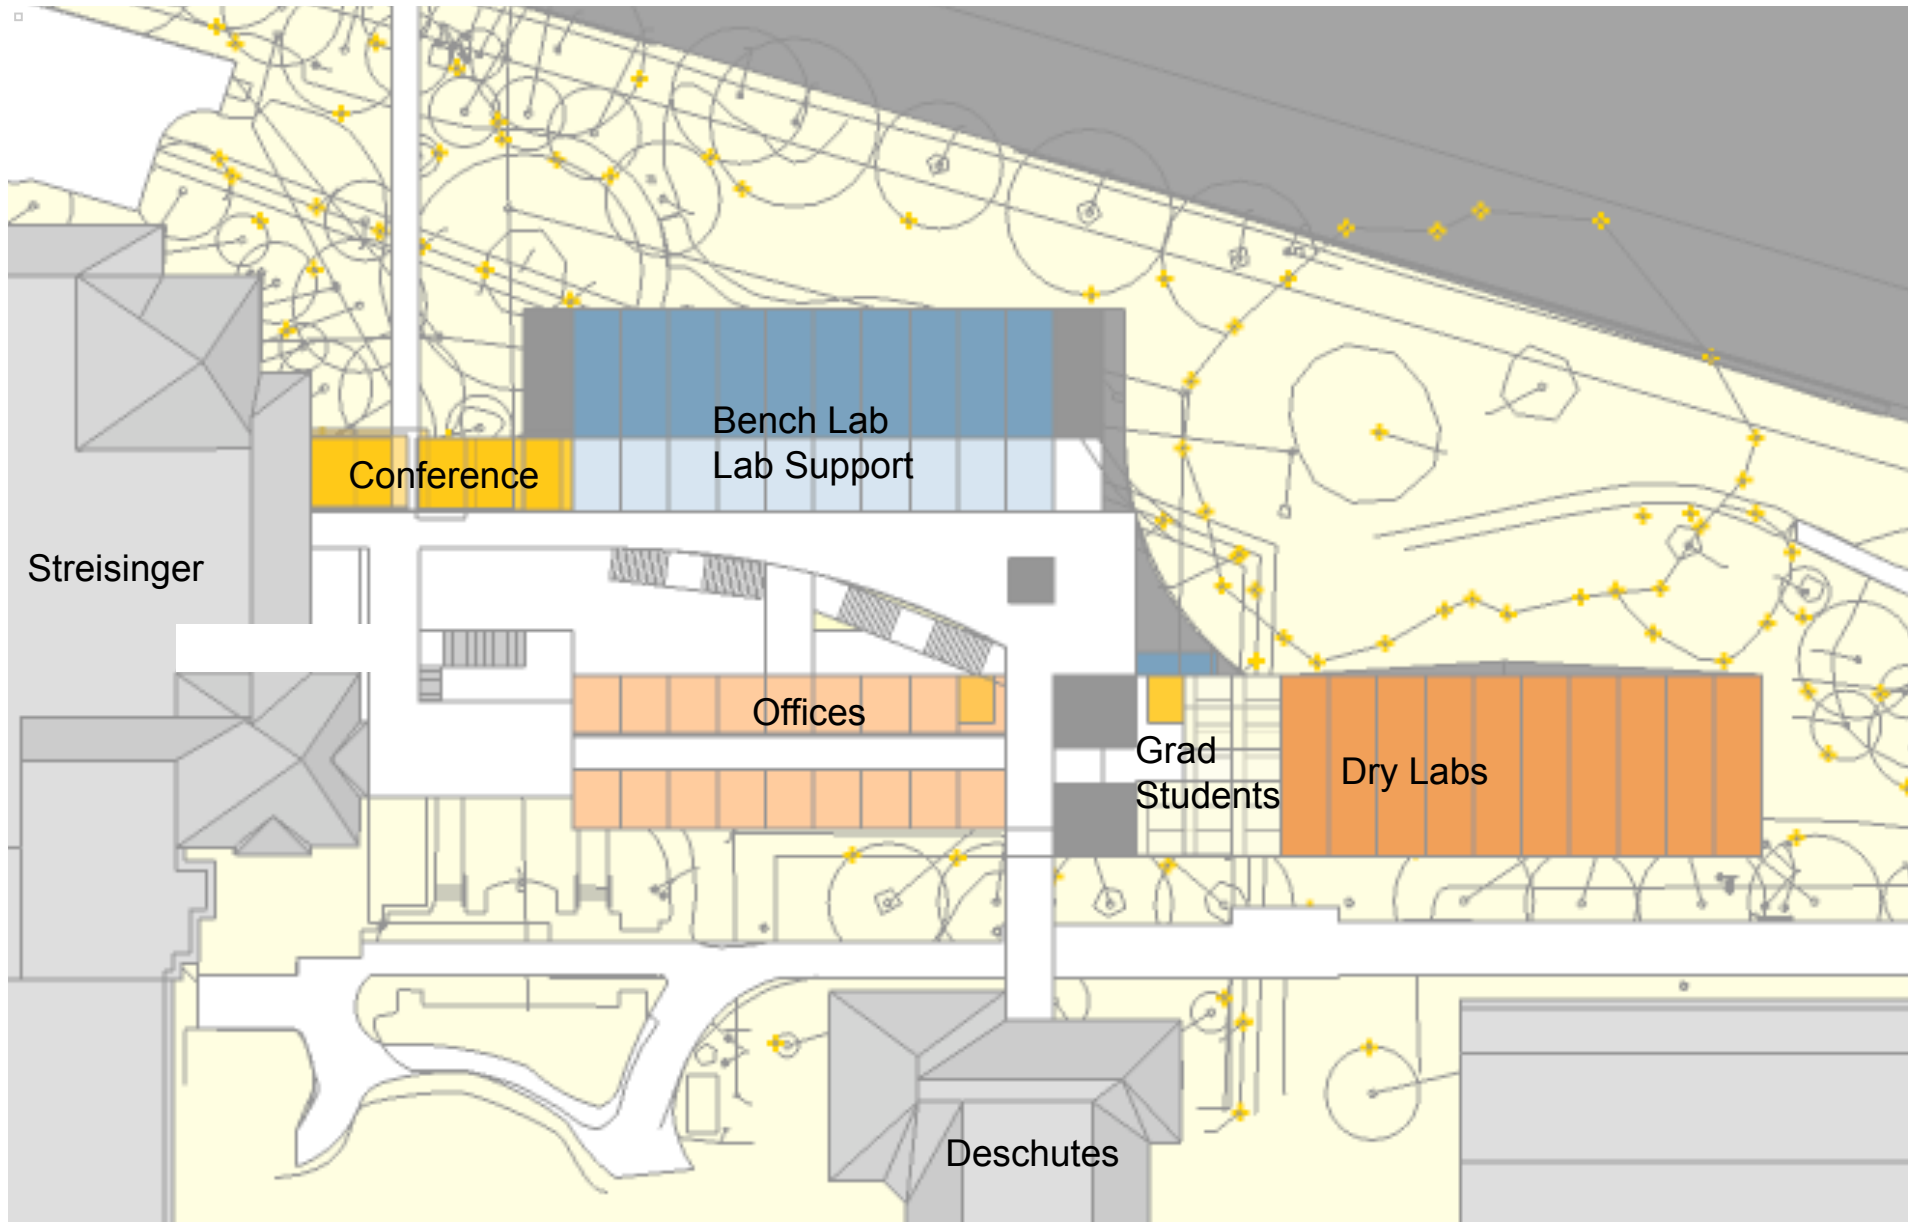 Bench Lab
Lab Support
Conference
Streisinger
Offices
Grad
Students
Dry Labs
Deschutes